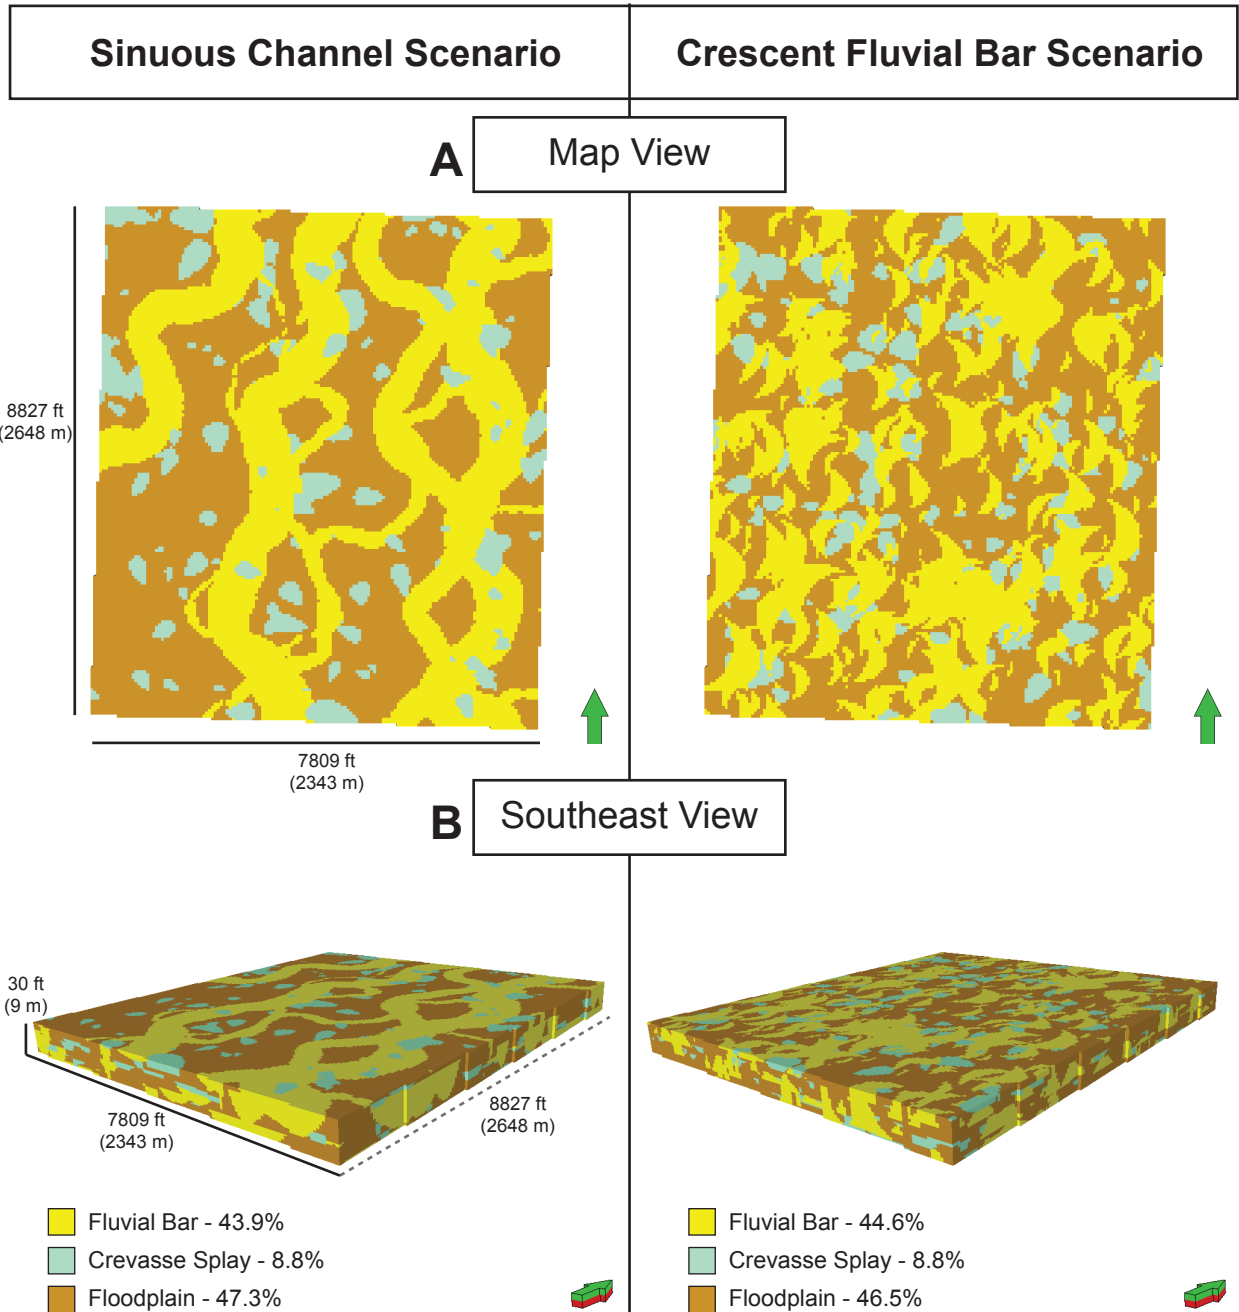 Sinuous Channel Scenario
Crescent Fluvial Bar Scenario
A
Map View
8827 ft
(2648 m)
7809 ft
(2343 m)
B
Southeast View
30 ft
(9 m)
7809 ft
(2343 m)
8827 ft
(2648 m)
Fluvial Bar - 43.9%
Crevasse Splay - 8.8%
Floodplain - 47.3%
Fluvial Bar - 44.6%
Crevasse Splay - 8.8%
Floodplain - 46.5%